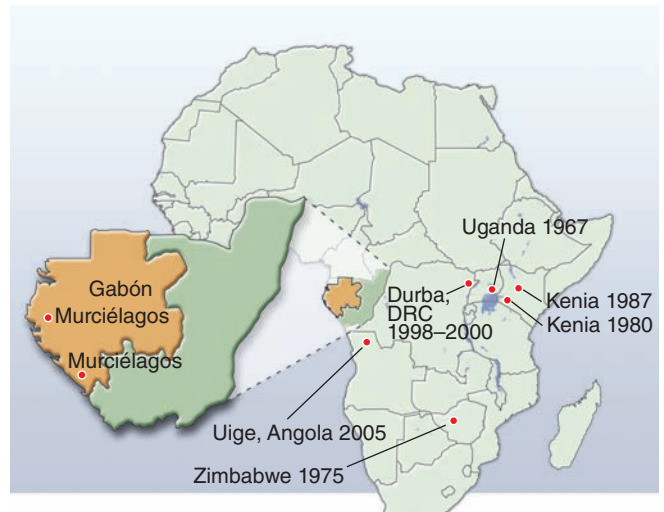 Uganda 1967
Gabón
Murciélagos
Murciélagos
Durba,
DRC
1998–2000
Kenia 1987
Kenia 1980
Uige, Angola 2005
Zimbabwe 1975